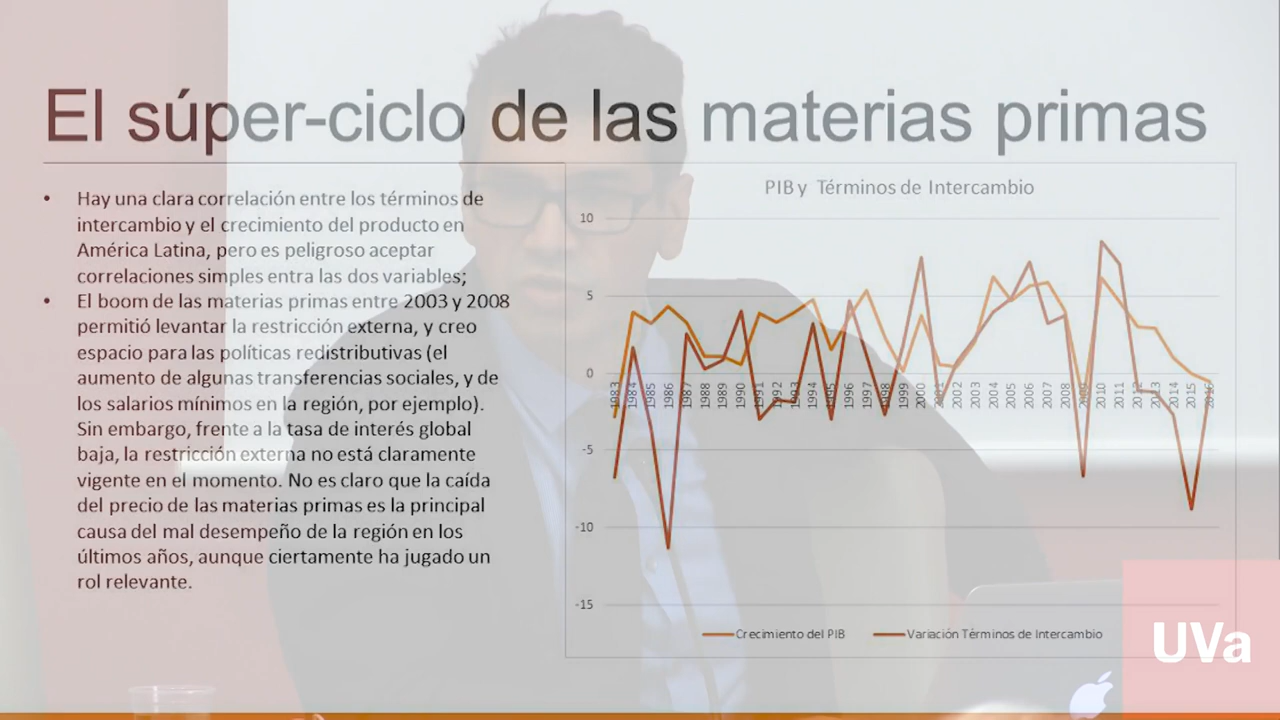 El súper-ciclo de las materias primas
• Hay una clara correlación entre los términos de
intercambio y el crecimiento del producto en
América Latina, pero es peligroso aceptar
correlaciones simples entra las dos variables;
• El boom de las materias primas entre 2003 y 2008
permitió levantar la restricción externa, y creo
espacio para las políticas redistributivas (el
aumento de algunas transferencias sociales, y de
los salarios mínimos en la región, por ejemplo).
Sin embargo, frente a la tasa de interés global
baja, la restricción externa no está claramente
vigente en el momento. No es claro que la caída
del precio de las materias primas es la principal
causa del mal desempeño de la región en los
últimos años, aunque ciertamente ha jugado un
rol relevante.
PIB y Términos de Intercambio
10
5
0
-5
-10
-15
1983 1984 1985 1986 1987 1988 1989 1990 1991 1992 1993 1994 1995 1996 1997 1998 1999 2000 2001 2002 2003 2004 2005 2006 2007 2008 2009 2010 2011 2012 2013 2014 2015 2016
Crecimiento del PIB Variación Términos de Intercambio
UVa